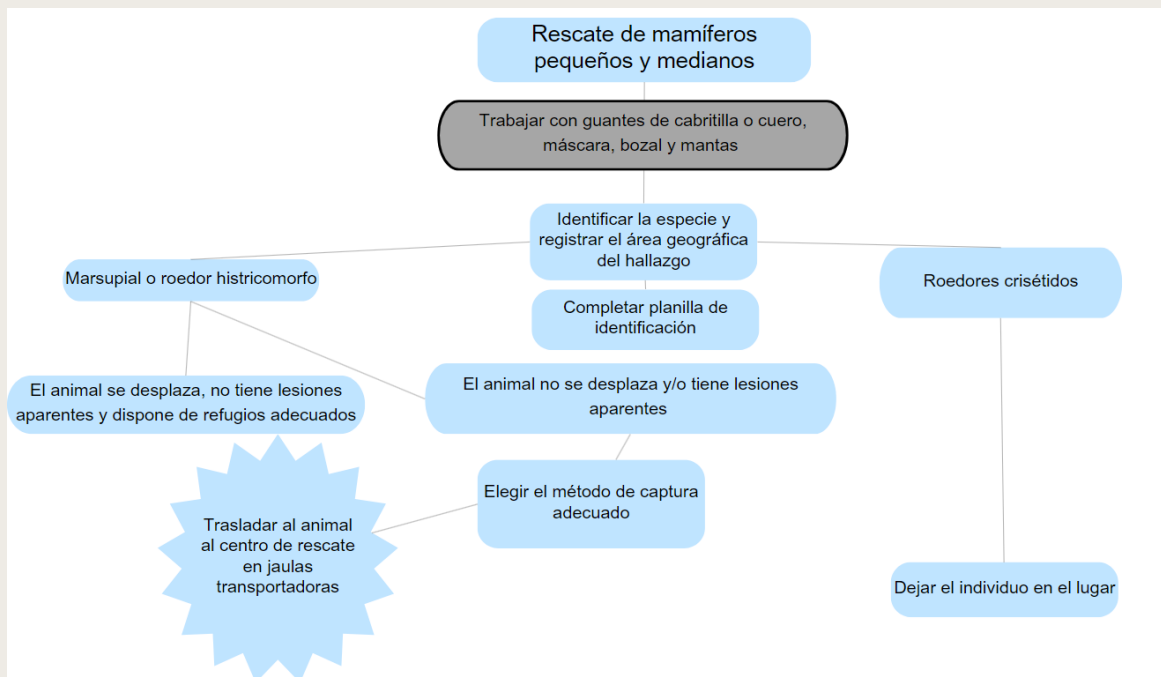 Rescate de mamíferos
pequeños y medianos
Trabajar con guantes de cabritilla o cuero,
máscara, bozal y mantas
Identificar la especie y
registrar el área geográfica
del hallazgo
Marsupial o roedor histricomorfo
Roedores crisétidos
Completar planilla de
identificación
El animal se desplaza, no tiene lesiones
aparentes y dispone de refugios adecuados
El animal no se desplaza y/o tiene lesiones
aparentes
Elegir el método de captura
adecuado
Trasladar al animal
al centro de rescate
en jaulas
transportadoras
Dejar el individuo en el lugar